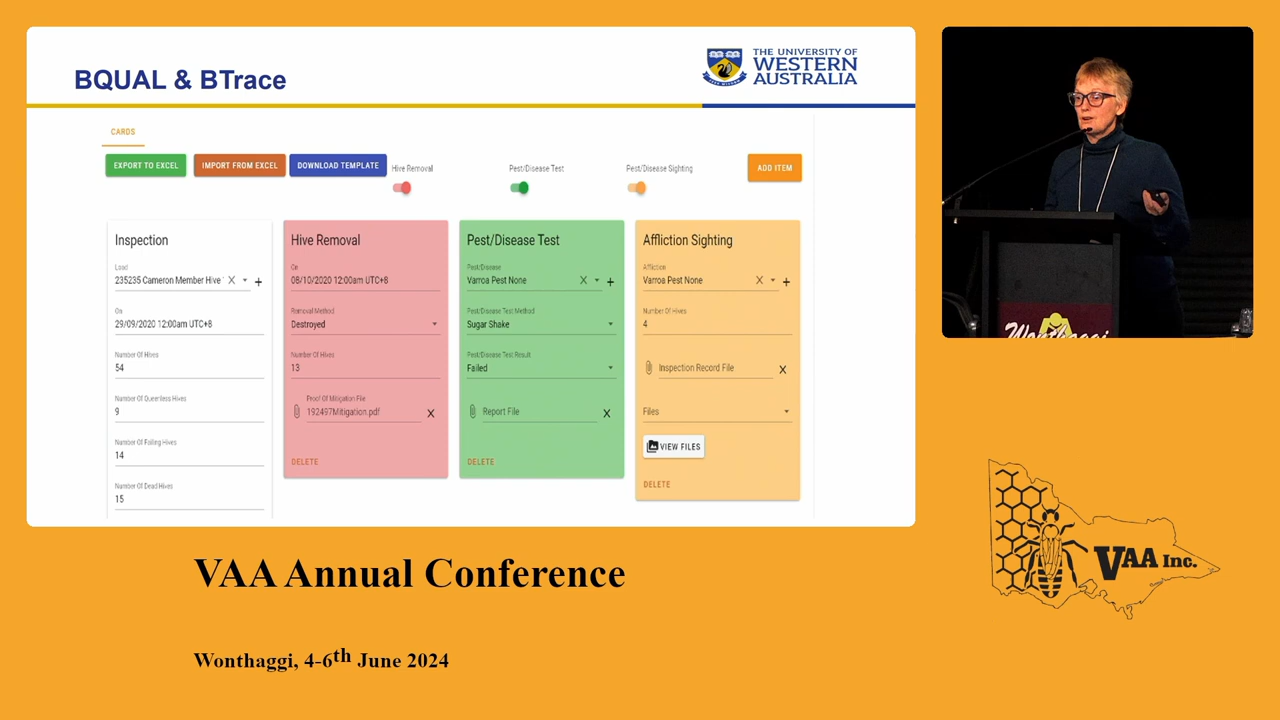 BQUAL & BTrace
THE UNIVERSITY OF
WESTERN
AUSTRALIA
CARDS
EXPORT TO EXCEL
IMPORT FROM EXCEL
DOWNLOAD TEMPLATE
Hive Removal
Pest/Disease Test
Pest/Disease Sighting
ADD ITEM
Inspection
Load
235235 Cameron Member Hive
On
29/09/2020 12:00am UTC+8
Number Of Hives
54
Number Of Queenless Hives
9
Number Of Failing Hives
14
Number Of Dead Hives
15
Hive Removal
On
08/10/2020 12:00am UTC+8
Removal Method
Destroyed
Number Of Hives
13
Proof Of Mitigation File
192497Mitigation.pdf
DELETE
Pest/Disease Test
Pest/Disease
Varroa Pest None
Pest/Disease Test Method
Sugar Shake
Pest/Disease Test Result
Failed
Report File
DELETE
Affliction Sighting
Affliction
Varroa Pest None
Number Of Hives
4
Inspection Record File
Files
VIEW FILES
DELETE
Wonthaggi
VAA Inc.
VAA Annual Conference
Wonthaggi, 4-6th June 2024